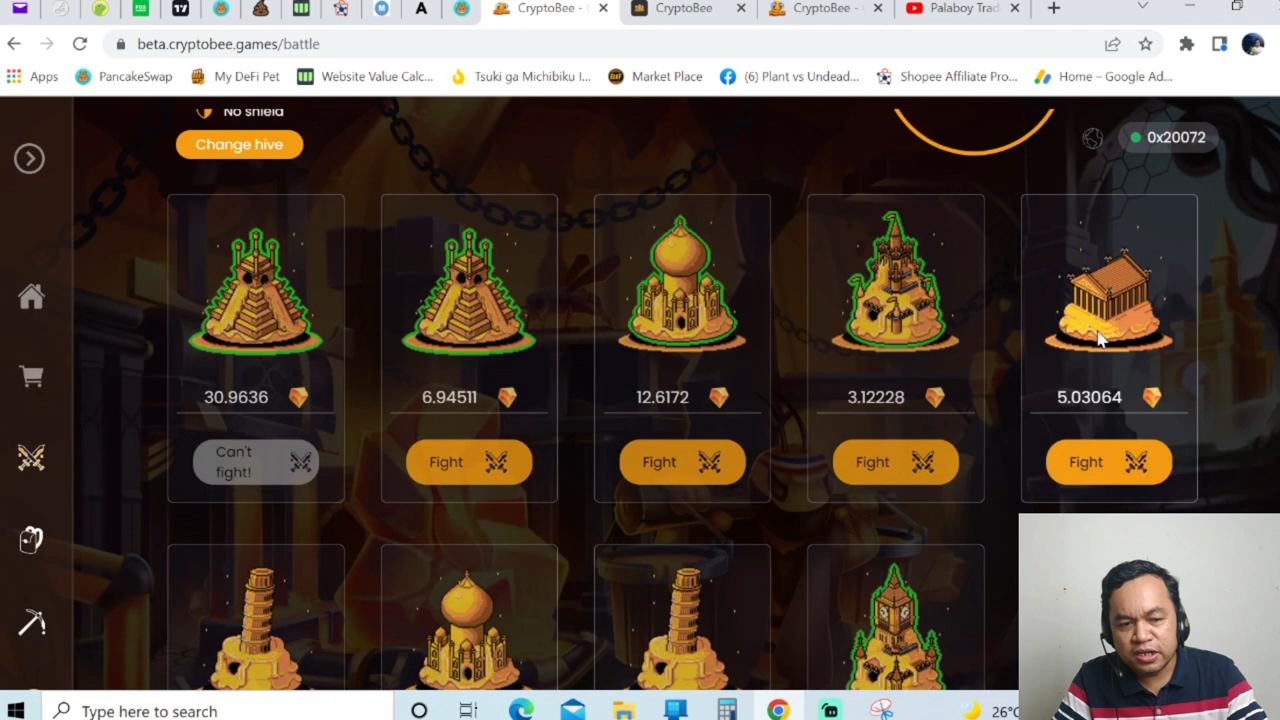 CryptoBee - (
CryptoBee
CryptoBee -
Palaboy Trad
beta.cryptobee.games/battle
Apps
PancakeSwap
My DeFi Pet
Website Value Calc...
Tsuki ga Michibiku I...
Market Place
(6) Plant vs Undead...
Shopee Affiliate Pro...
Home – Google Ad...
No shield
Change hive
0x20072
30.9636
6.94511
12.6172
3.12228
5.03064
Can't
fight!
Fight
Fight
Fight
Fight
Type here to search
26°C